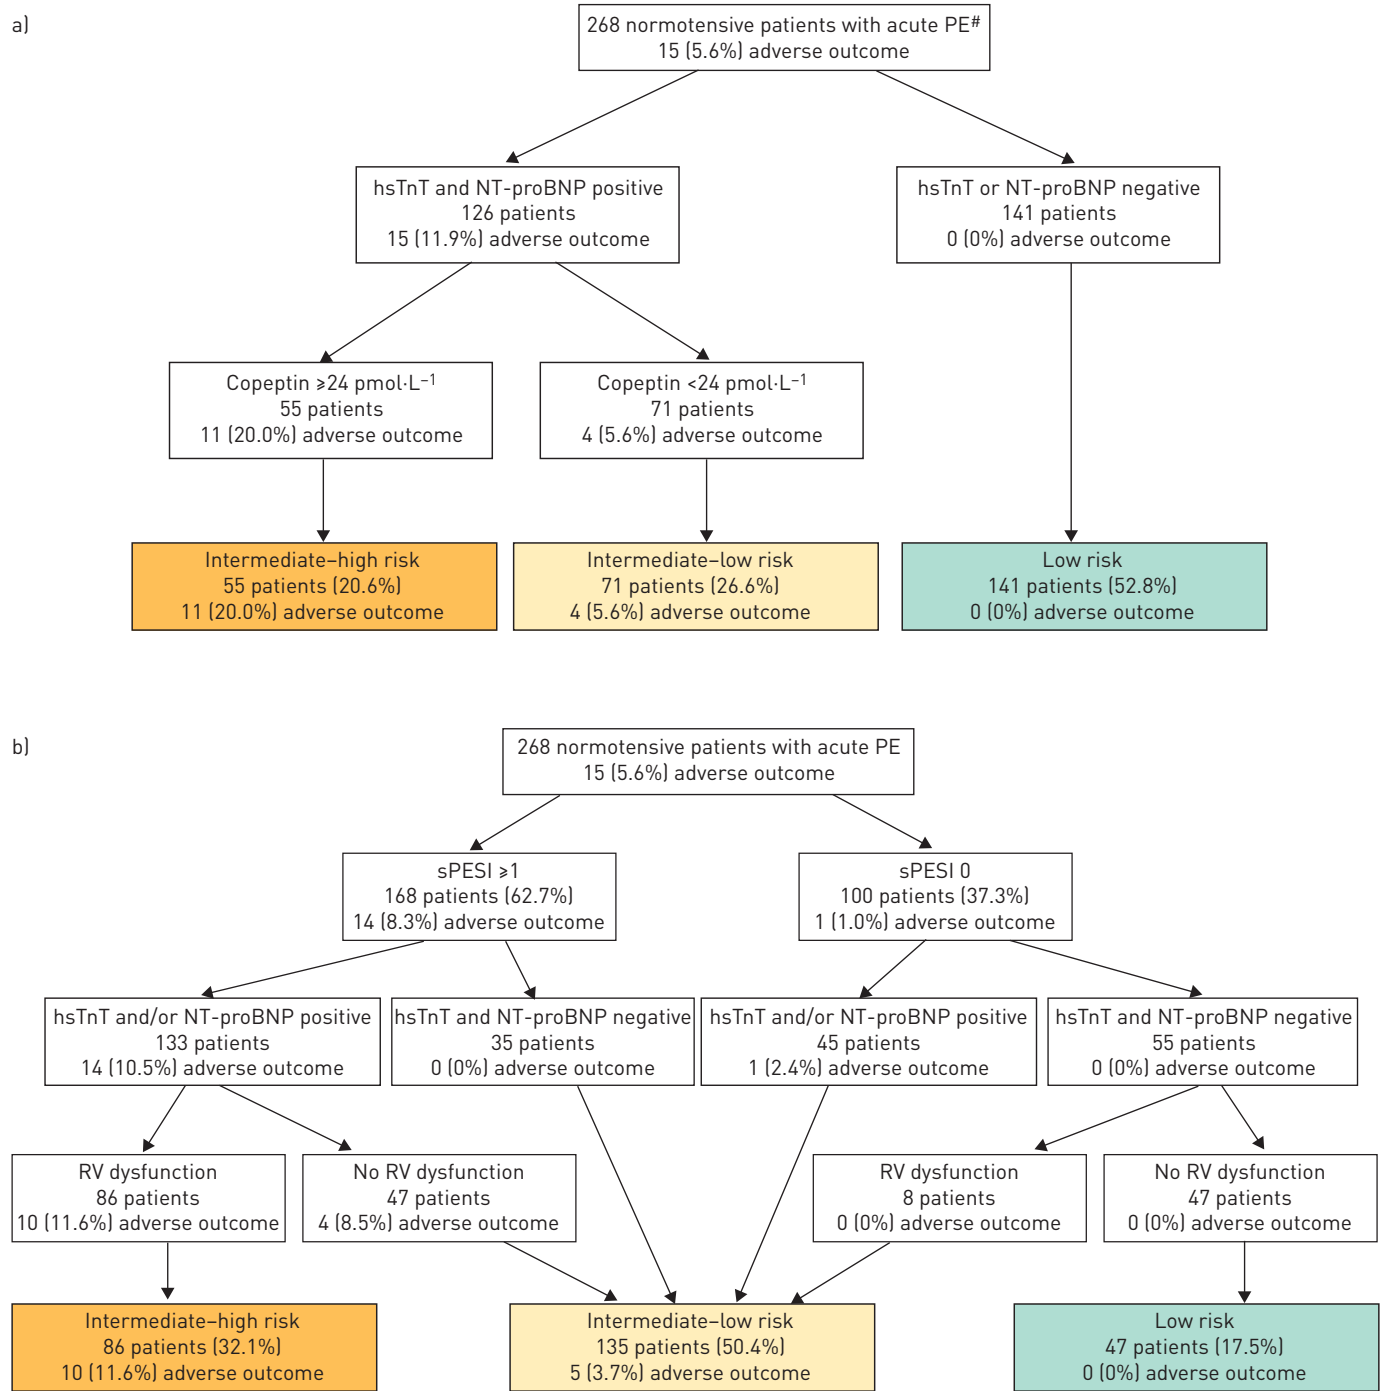 a)
268 normotensive patients with acute PE#
15 (5.6%) adverse outcome
hsTnT and NT-proBNP positive
126 patients
15 (11.9%) adverse outcome
hsTnT or NT-proBNP negative
141 patients
0 (0%) adverse outcome
Copeptin ≥24 pmol·L⁻¹
55 patients
11 (20.0%) adverse outcome
Copeptin <24 pmol·L⁻¹
71 patients
4 (5.6%) adverse outcome
Intermediate–high risk
55 patients (20.6%)
11 (20.0%) adverse outcome
Intermediate–low risk
71 patients (26.6%)
4 (5.6%) adverse outcome
Low risk
141 patients (52.8%)
0 (0%) adverse outcome
b)
268 normotensive patients with acute PE
15 (5.6%) adverse outcome
sPESI ≥1
168 patients (62.7%)
14 (8.3%) adverse outcome
sPESI 0
100 patients (37.3%)
1 (1.0%) adverse outcome
hsTnT and/or NT-proBNP positive
133 patients
14 (10.5%) adverse outcome
hsTnT and NT-proBNP negative
35 patients
0 (0%) adverse outcome
hsTnT and/or NT-proBNP positive
45 patients
1 (2.4%) adverse outcome
hsTnT and NT-proBNP negative
55 patients
0 (0%) adverse outcome
RV dysfunction
86 patients
10 (11.6%) adverse outcome
No RV dysfunction
47 patients
4 (8.5%) adverse outcome
RV dysfunction
8 patients
0 (0%) adverse outcome
No RV dysfunction
47 patients
0 (0%) adverse outcome
Intermediate–high risk
86 patients (32.1%)
10 (11.6%) adverse outcome
Intermediate–low risk
135 patients (50.4%)
5 (3.7%) adverse outcome
Low risk
47 patients (17.5%)
0 (0%) adverse outcome